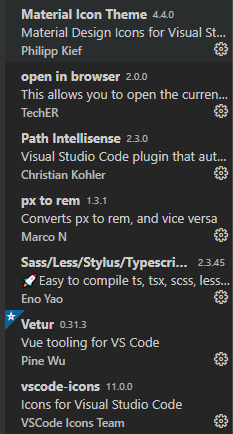 Material Icon Theme 4.4.0
Material Design Icons for Visual St...
Philipp Kief
open in browser 2.0.0
This allows you to open the curren...
TechER
Path Intellisense 2.3.0
Visual Studio Code plugin that aut...
Christian Kohler
px to rem 1.3.1
Converts px to rem, and vice versa
Marco N
Sass/Less/Stylus/Typescri... 2.3.45
🚀Easy to compile ts, tsx, scss, less...
Eno Yao
Vetur 0.31.3
Vue tooling for VS Code
Pine Wu
vscode-icons 11.0.0
Icons for Visual Studio Code
VSCode Icons Team